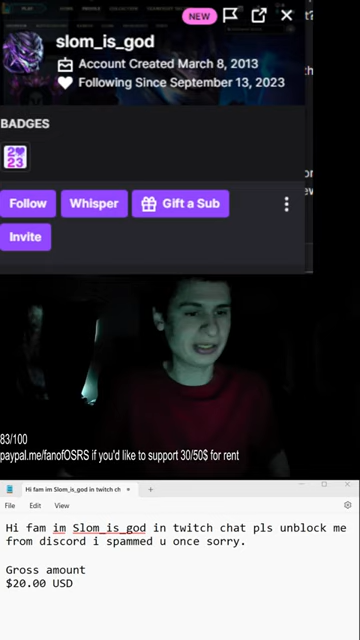 NEW
slom_is_god
Account Created March 8, 2013
Following Since September 13, 2023
BADGES
Follow
Whisper
Gift a Sub
Invite
83/100
paypal.me/fanofOSRS if you'd like to support 30/50$ for rent
Hi fam im Slom_is_god in twitch ch
File Edit View
Hi fam im Slom_is_god in twitch chat pls unblock me
from discord i spammed u once sorry.
Gross amount
$20.00 USD